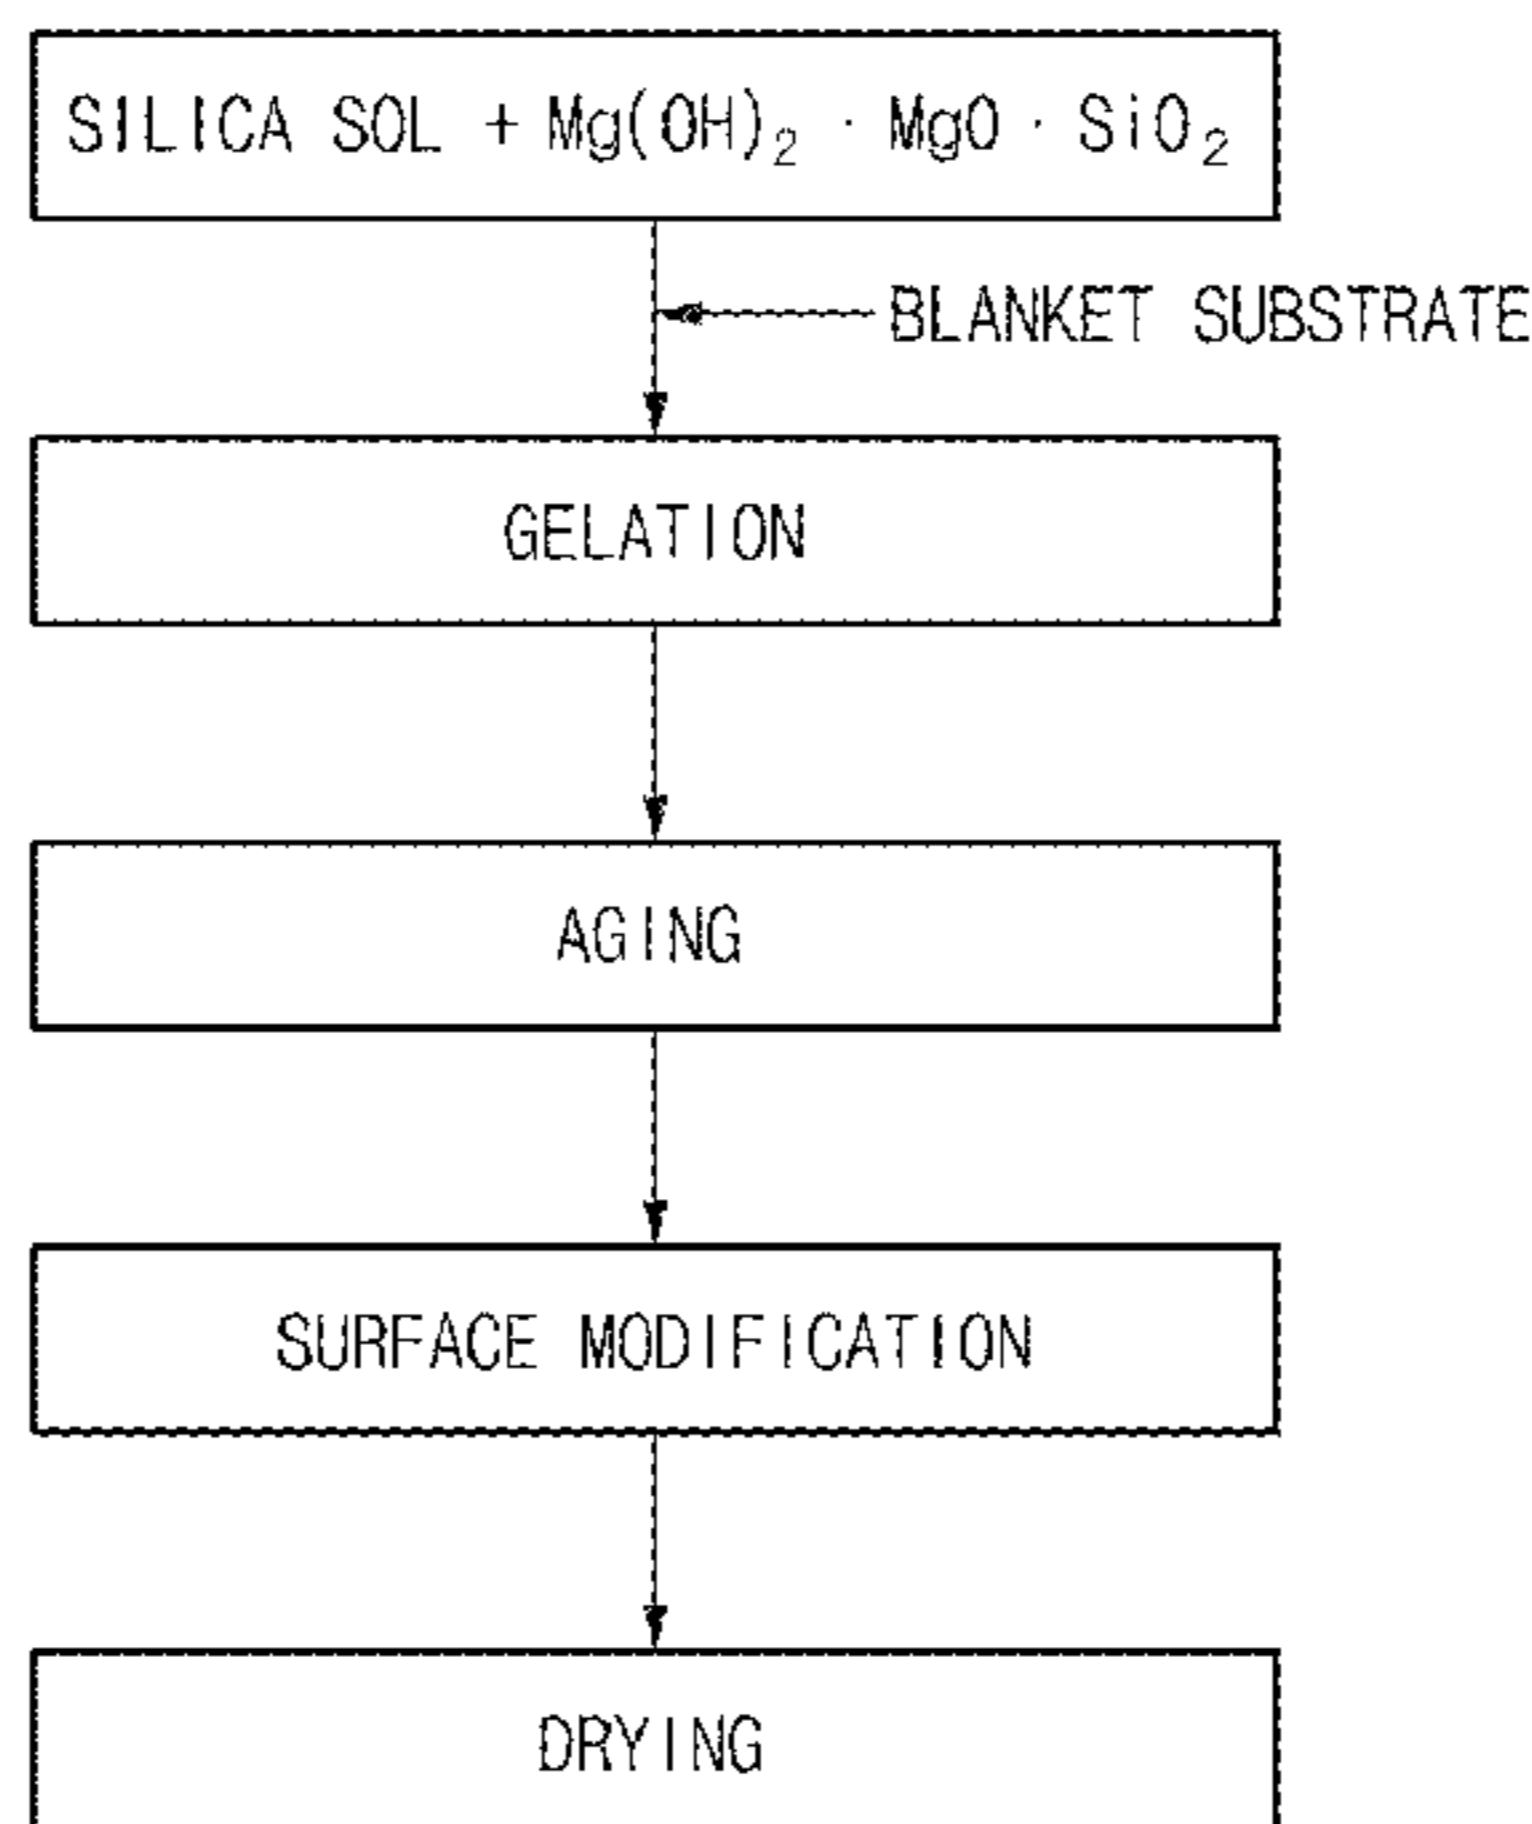 SILICA SOL + Mg(OH)₂ · MgO · SiO₂
BLANKET SUBSTRATE
GELATION
AGING
SURFACE MODIFICATION
DRYING